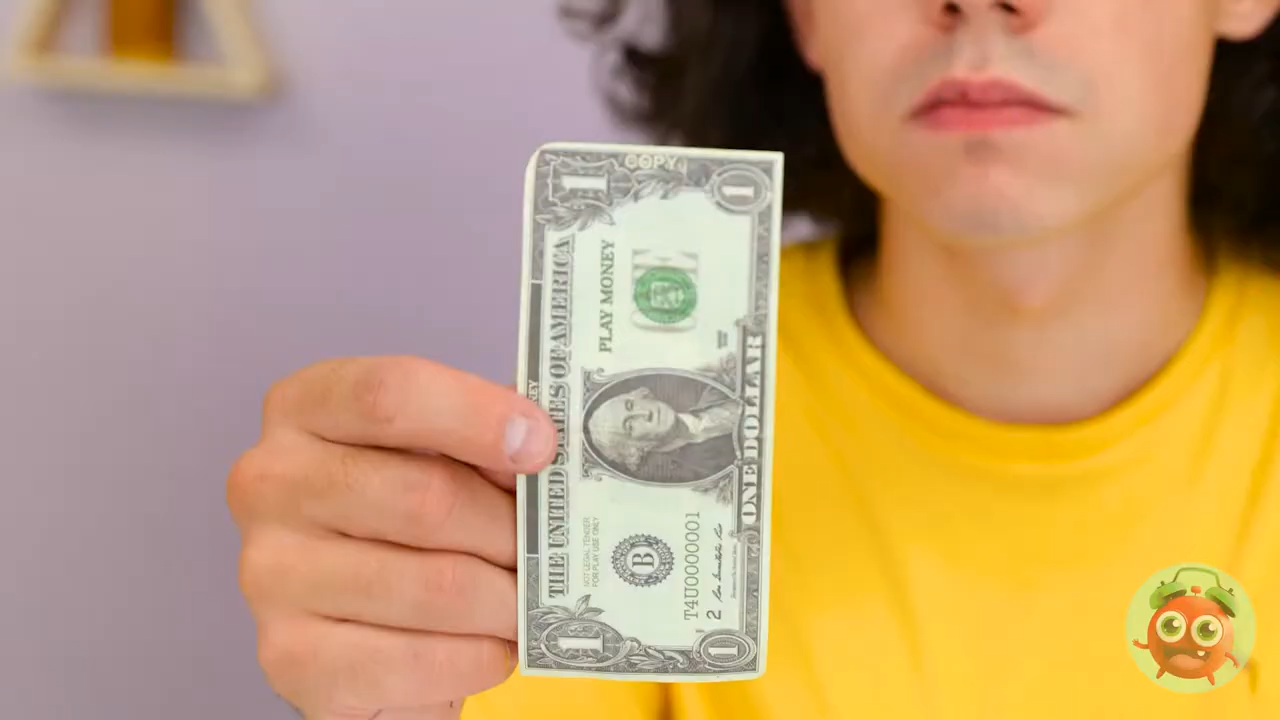 COPY
1
1
THE UNITED STATES OF AMERICA
PLAY MONEY
NOT LEGAL TENDER
FOR PLAY USE ONLY
B
T4U0000001
2
ONE DOLLAR
1
1